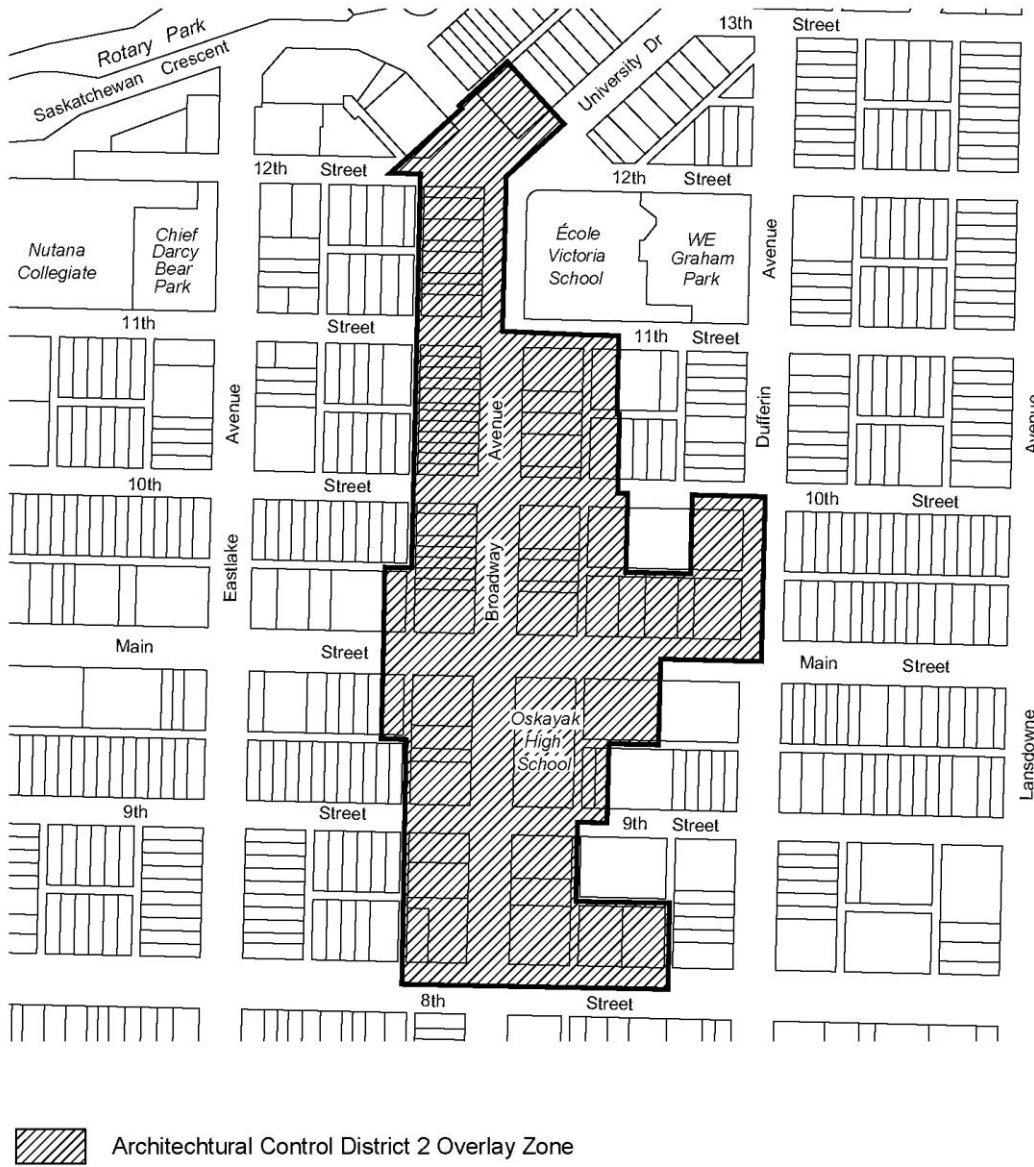 13th
Street
Rotary Park
Saskatchewan Crescent
University Dr
12th Street
12th Street
Nutana
Collegiate
Chief
Darcy
Bear
Park
École
Victoria
School
WE
Graham
Park
Avenue
11th
Street
11th Street
Avenue
Avenue
Dufferin
Avenue
10th
Street
10th Street
Eastlake
Broadway
Main
Street
Main Street
Oskayak
High
School
Lansdowne
9th
Street
9th Street
8th
Street
Architechtural Control District 2 Overlay Zone